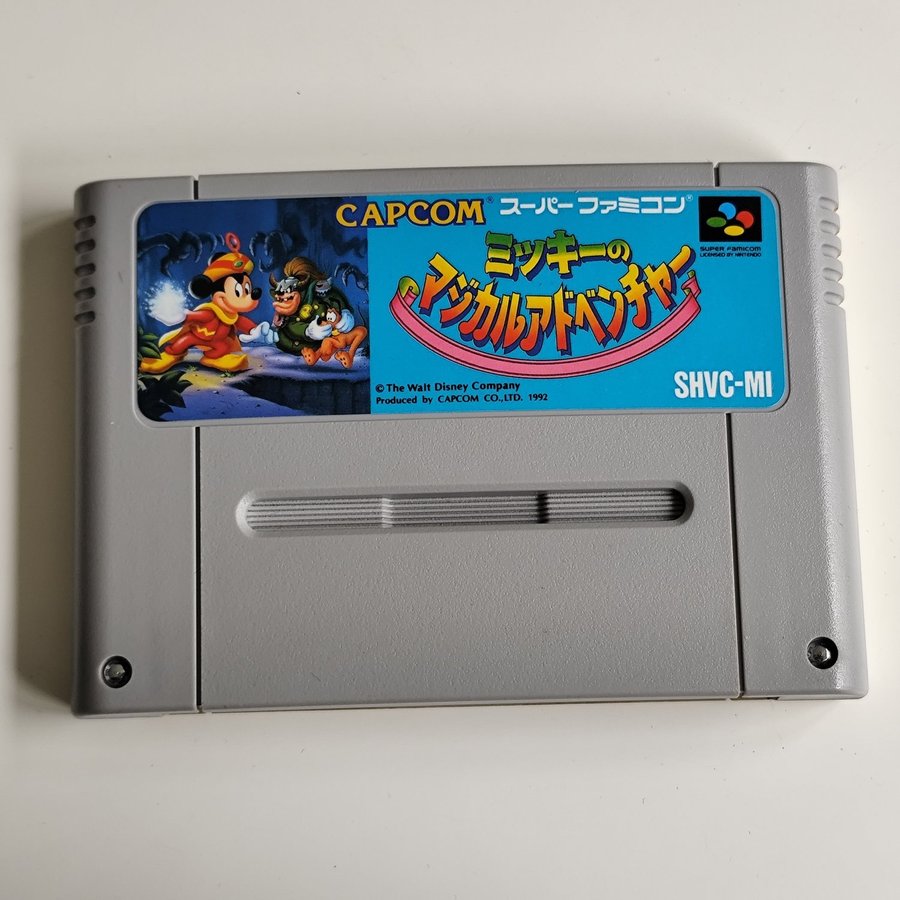 CAPCOM® スーパーファミコン®
ミッキーの
マジカルアドベンチャー
SUPER FAMICOM
LICENSED BY NINTENDO
© The Walt Disney Company
Produced by CAPCOM CO.,LTD. 1992
SHVC-MI